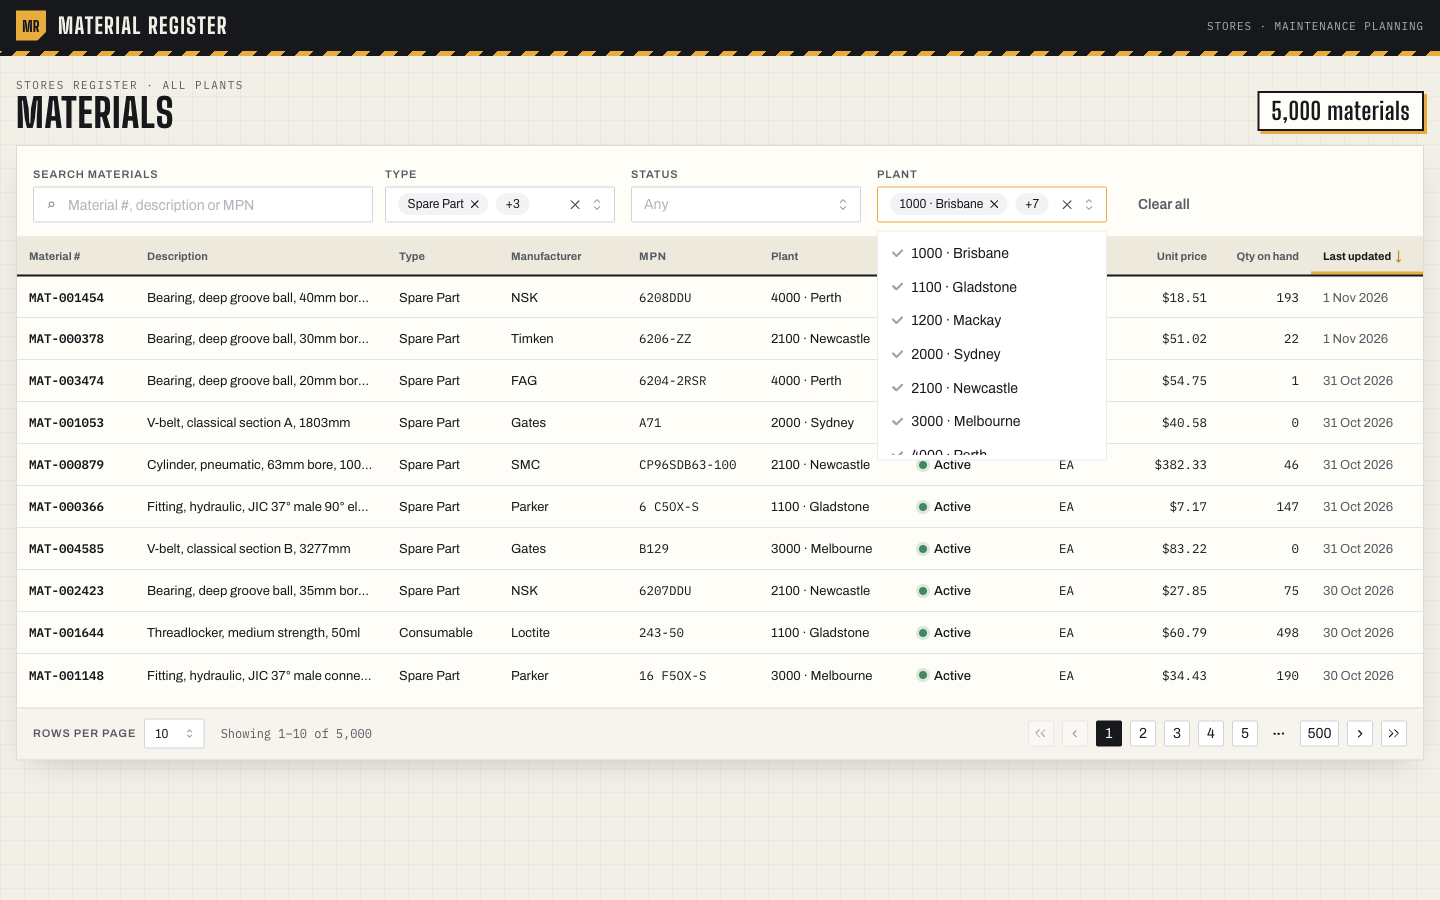 MR MATERIAL REGISTER
STORES · MAINTENANCE PLANNING
STORES REGISTER · ALL PLANTS
MATERIALS
5,000 materials
SEARCH MATERIALS TYPE STATUS PLANT
Material #, description or MPN Spare Part +3 Any 1000 · Brisbane +7 Clear all
1000 · Brisbane
1100 · Gladstone
1200 · Mackay
2000 · Sydney
2100 · Newcastle
3000 · Melbourne
4000 · Perth
Material # Description Type Manufacturer MPN Plant Unit price Qty on hand Last updated
MAT-001454 Bearing, deep groove ball, 40mm bor... Spare Part NSK 6208DDU 4000 · Perth $18.51 193 1 Nov 2026
MAT-000378 Bearing, deep groove ball, 30mm bor... Spare Part Timken 6206-ZZ 2100 · Newcastle $51.02 22 1 Nov 2026
MAT-003474 Bearing, deep groove ball, 20mm bor... Spare Part FAG 6204-2RSR 4000 · Perth $54.75 1 31 Oct 2026
MAT-001053 V-belt, classical section A, 1803mm Spare Part Gates A71 2000 · Sydney $40.58 0 31 Oct 2026
MAT-000879 Cylinder, pneumatic, 63mm bore, 100... Spare Part SMC CP96SDB63-100 2100 · Newcastle Active EA $382.33 46 31 Oct 2026
MAT-000366 Fitting, hydraulic, JIC 37° male 90° el... Spare Part Parker 6 C5OX-S 1100 · Gladstone Active EA $7.17 147 31 Oct 2026
MAT-004585 V-belt, classical section B, 3277mm Spare Part Gates B129 3000 · Melbourne Active EA $83.22 0 31 Oct 2026
MAT-002423 Bearing, deep groove ball, 35mm bor... Spare Part NSK 6207DDU 2100 · Newcastle Active EA $27.85 75 30 Oct 2026
MAT-001644 Threadlocker, medium strength, 50ml Consumable Loctite 243-50 1100 · Gladstone Active EA $60.79 498 30 Oct 2026
MAT-001148 Fitting, hydraulic, JIC 37° male conne... Spare Part Parker 16 F5OX-S 3000 · Melbourne Active EA $34.43 190 30 Oct 2026
ROWS PER PAGE 10 Showing 1–10 of 5,000 1 2 3 4 5 ... 500